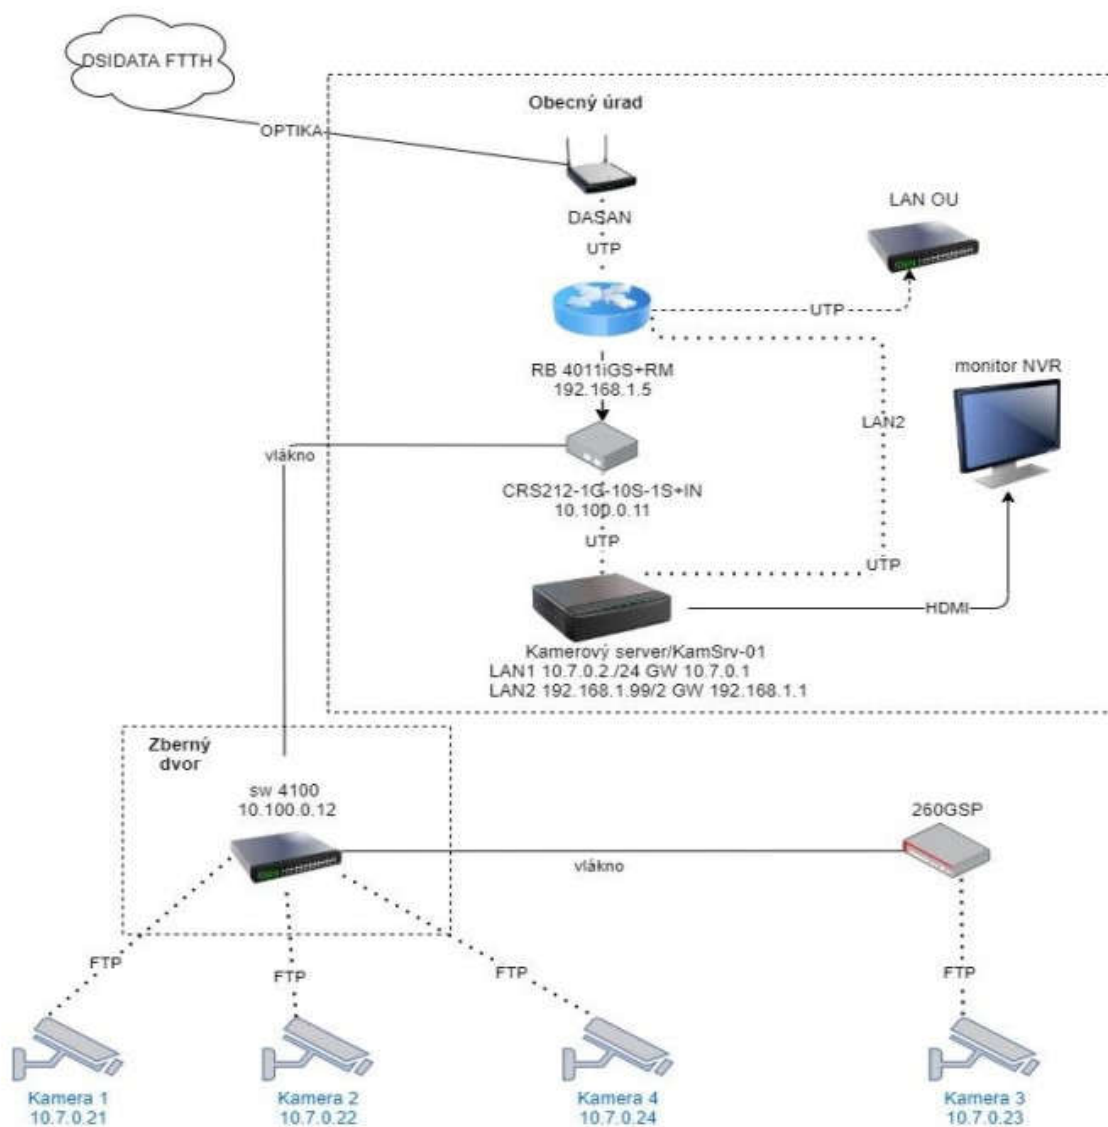 DSIDATA FTTH
OPTIKA
Obecný úrad
DASAN
UTP
LAN OU
UTP
RB 4011iGS+RM
192.168.1.5
monitor NVR
LAN2
vlákno
CRS212-1G-10S-1S+IN
10.100.0.11
UTP
UTP
HDMI
Kamerový server/KamSrv-01
LAN1 10.7.0.2./24 GW 10.7.0.1
LAN2 192.168.1.99/2 GW 192.168.1.1
Zberný
dvor
sw 4100
10.100.0.12
260GSP
vlákno
FTP
FTP
FTP
FTP
Kamera 1
10.7.0.21
Kamera 2
10.7.0.22
Kamera 4
10.7.0.24
Kamera 3
10.7.0.23